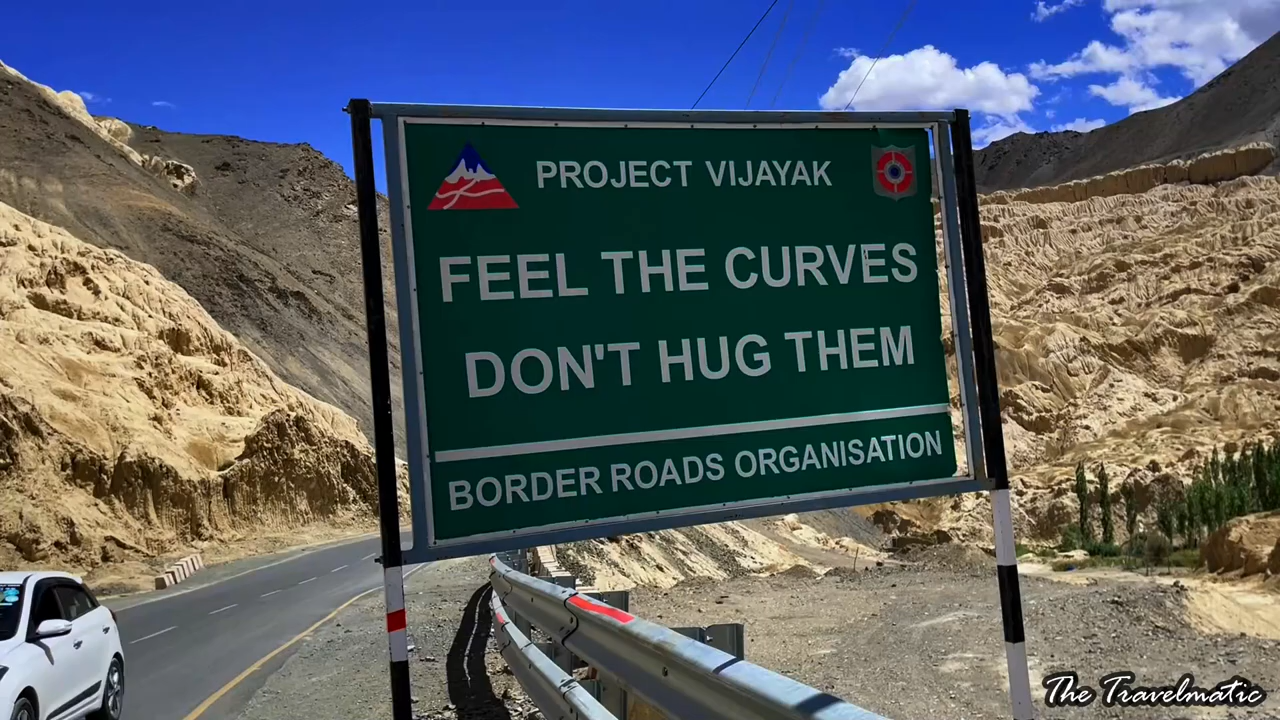 PROJECT VIJAYAK
FEEL THE CURVES
DON'T HUG THEM
BORDER ROADS ORGANISATION
The Travelmatic